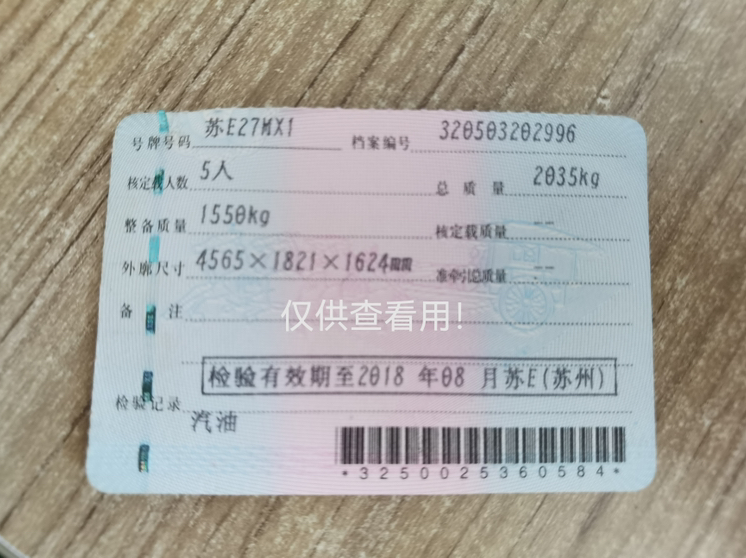 号牌号码 苏E27MX1 档案编号 320503202996
核定载人数 5人 总质量 2035kg
整备质量 1550kg 核定载质量 --
外廓尺寸 4565×1821×1624mm 准牵引总质量 --
备注
仅供查看用!
检验有效期至2018 年08 月苏E(苏州)
检验记录
汽油
*3250025360584*